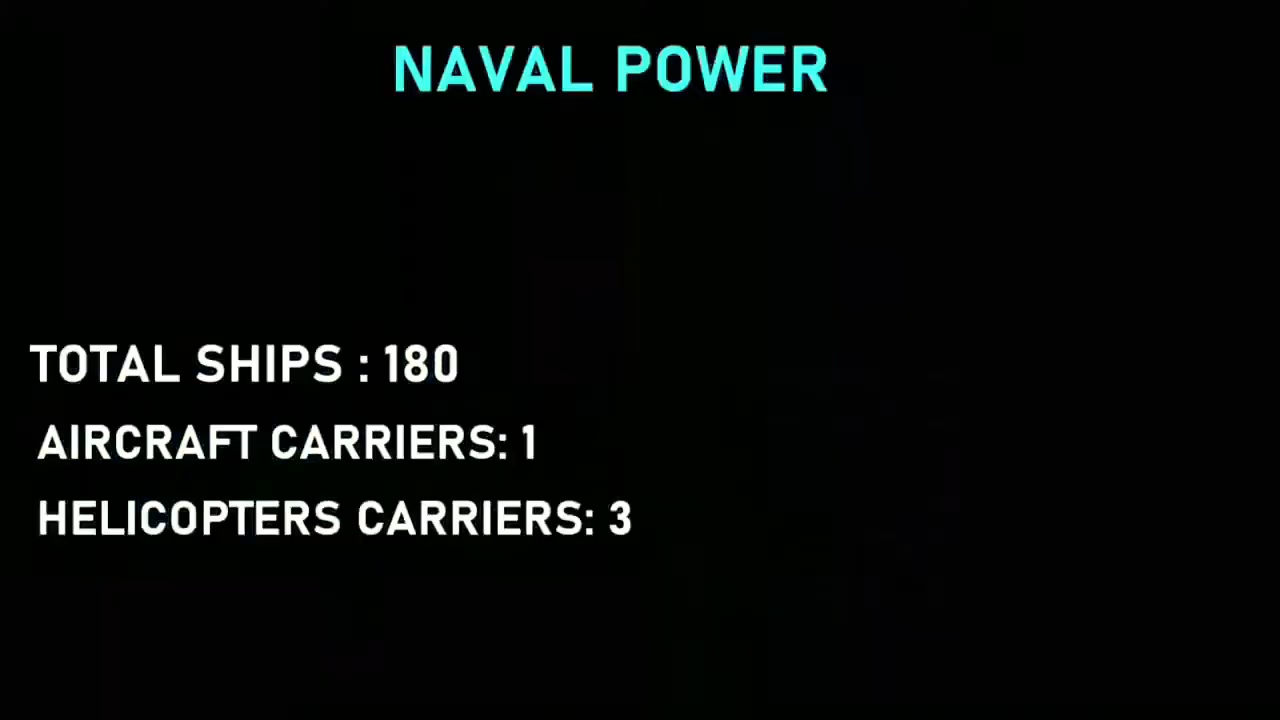 NAVAL POWER
TOTAL SHIPS : 180
AIRCRAFT CARRIERS: 1
HELICOPTERS CARRIERS: 3